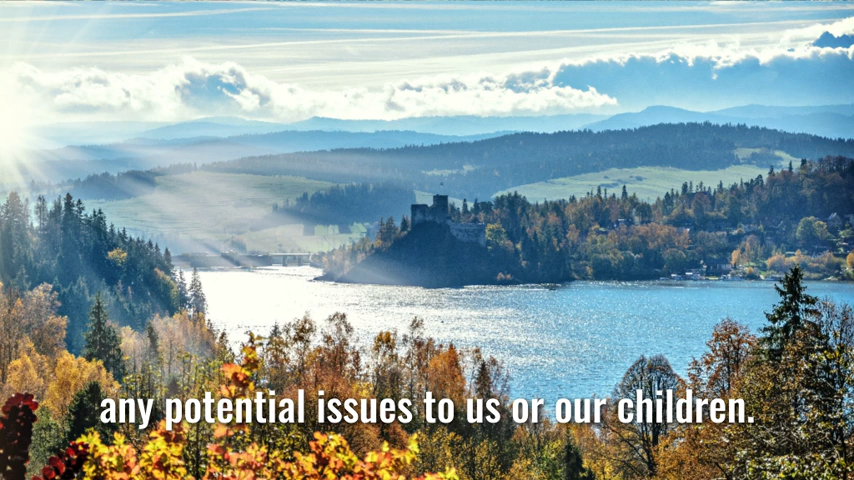 any potential issues to us or our children.